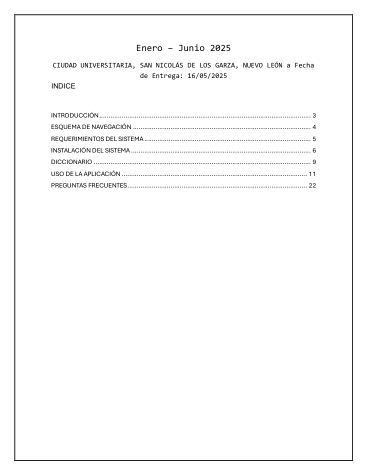 Enero – Junio 2025
CIUDAD UNIVERSITARIA, SAN NICOLÁS DE LOS GARZA, NUEVO LEÓN a Fecha
de Entrega: 16/05/2025
INDICE
INTRODUCCIÓN ........ 3
ESQUEMA DE NAVEGACIÓN ........ 4
REQUERIMIENTOS DEL SISTEMA ........ 5
INSTALACIÓN DEL SISTEMA ........ 6
DICCIONARIO ........ 9
USO DE LA APLICACIÓN ........ 11
PREGUNTAS FRECUENTES ........ 22